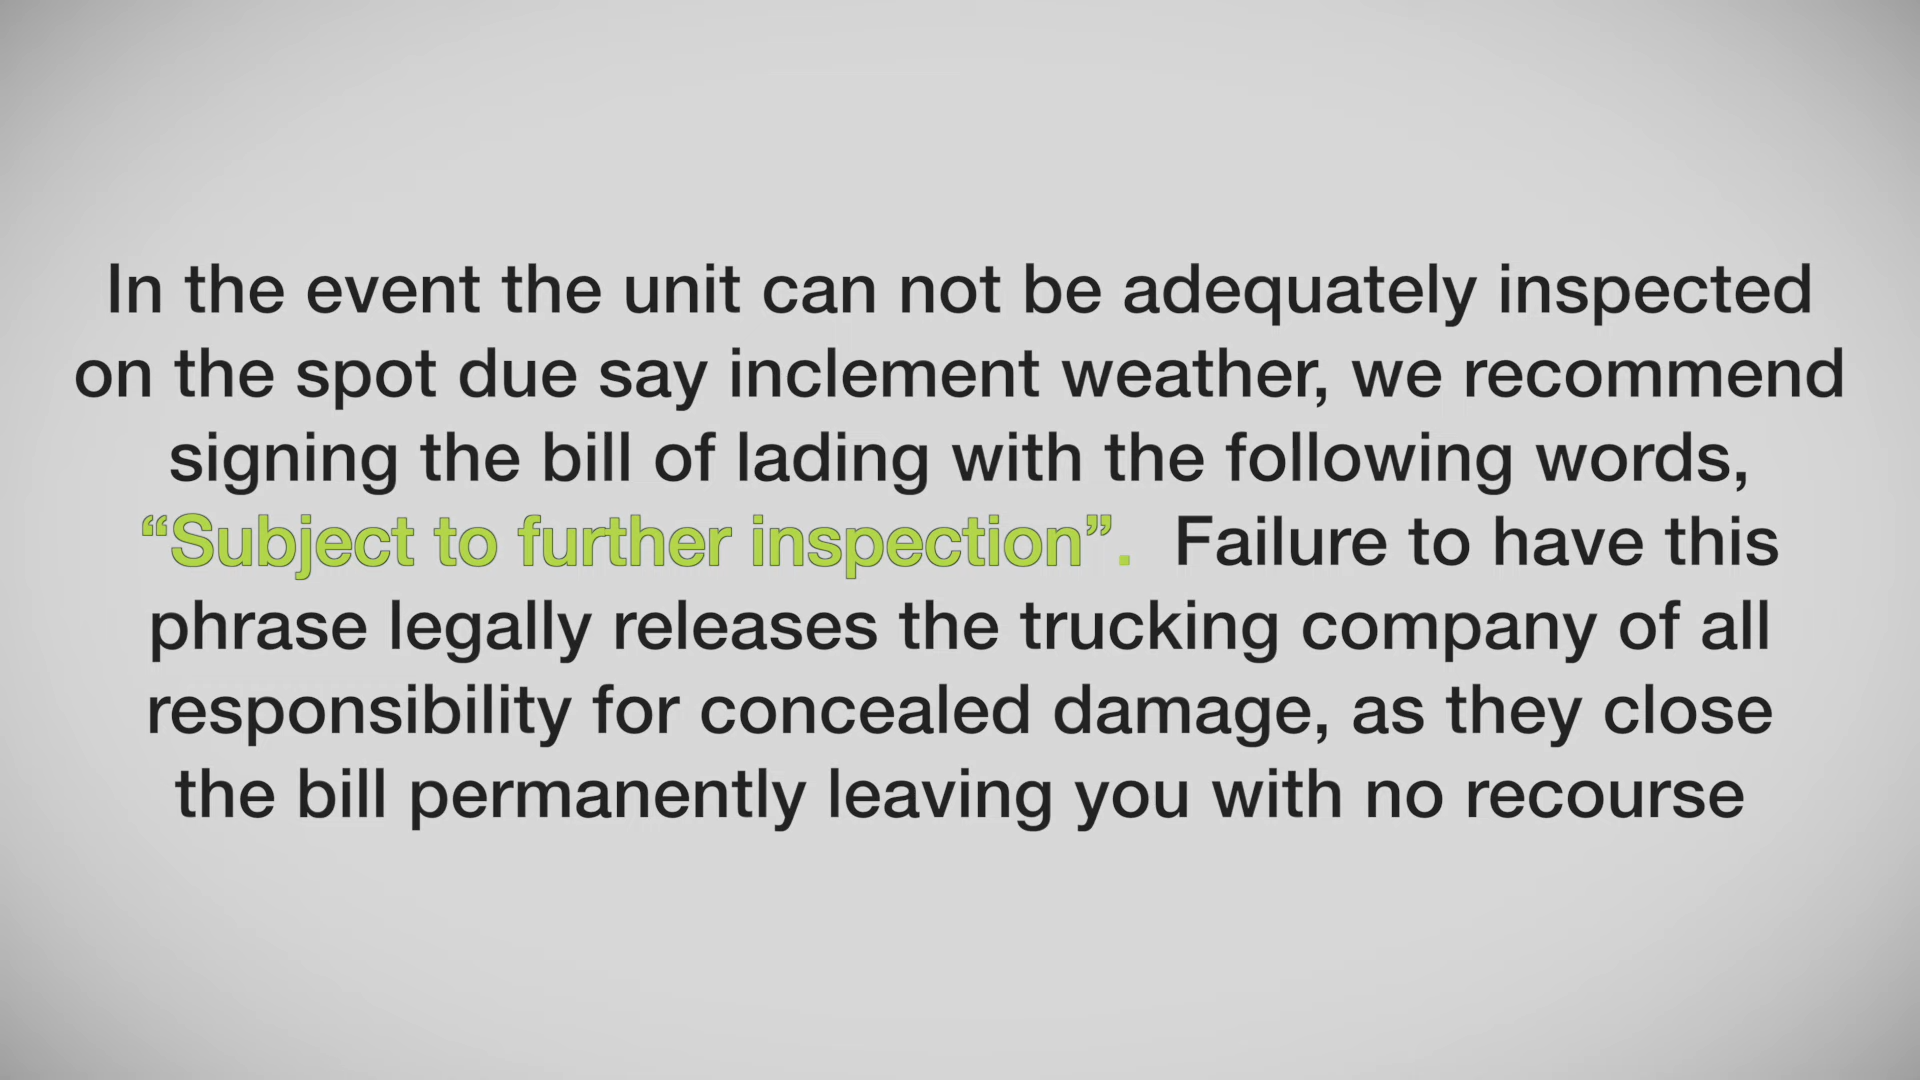 In the event the unit can not be adequately inspected
on the spot due say inclement weather, we recommend
signing the bill of lading with the following words,
“Subject to further inspection”. Failure to have this
phrase legally releases the trucking company of all
responsibility for concealed damage, as they close
the bill permanently leaving you with no recourse